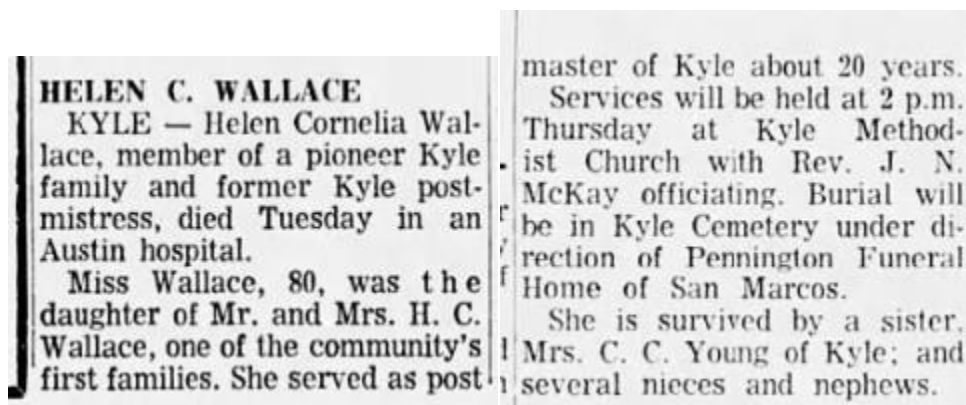 HELEN C. WALLACE
KYLE — Helen Cornelia Wal-
lace, member of a pioneer Kyle
family and former Kyle post-
mistress, died Tuesday in an
Austin hospital.
Miss Wallace, 80, was the
daughter of Mr. and Mrs. H. C.
Wallace, one of the community's
first families. She served as post
master of Kyle about 20 years.
Services will be held at 2 p.m.
Thursday at Kyle Method-
ist Church with Rev. J. N.
McKay officiating. Burial will
be in Kyle Cemetery under di-
rection of Pennington Funeral
Home of San Marcos.
She is survived by a sister,
Mrs. C. C. Young of Kyle; and
several nieces and nephews.